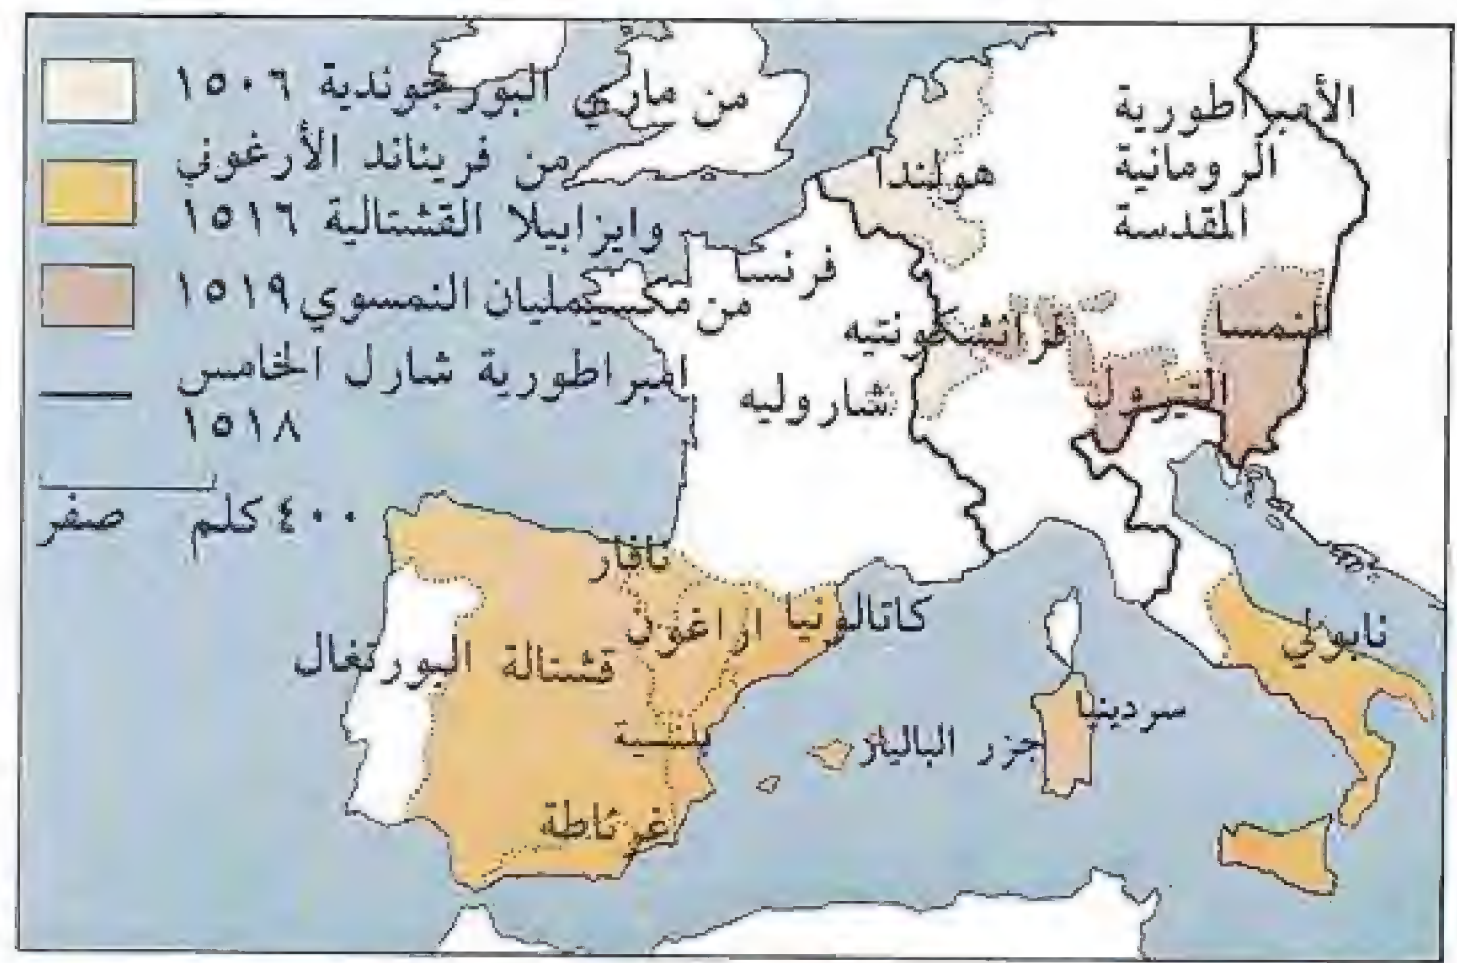 من ماري البورجوندية ١٥٠٦
من فريناند الأرغوني
وايزابيلا القشتالية ١٥١٦
من مكسيمليان النمسوي ١٥١٩
امبراطورية شارل الخامس
١٥١٨
صفر ٤٠٠ كلم
الأمبراطورية
الرومانية
المقدسة
هولندا
فرنسا
فرانشكونتيه
النمسا
التيرول
شاروليه
نافار
كاتالونيا
اراغون
قشتالة
البورتغال
بلنسية
غرناطة
جزر الباليار
سردينيا
نابولي